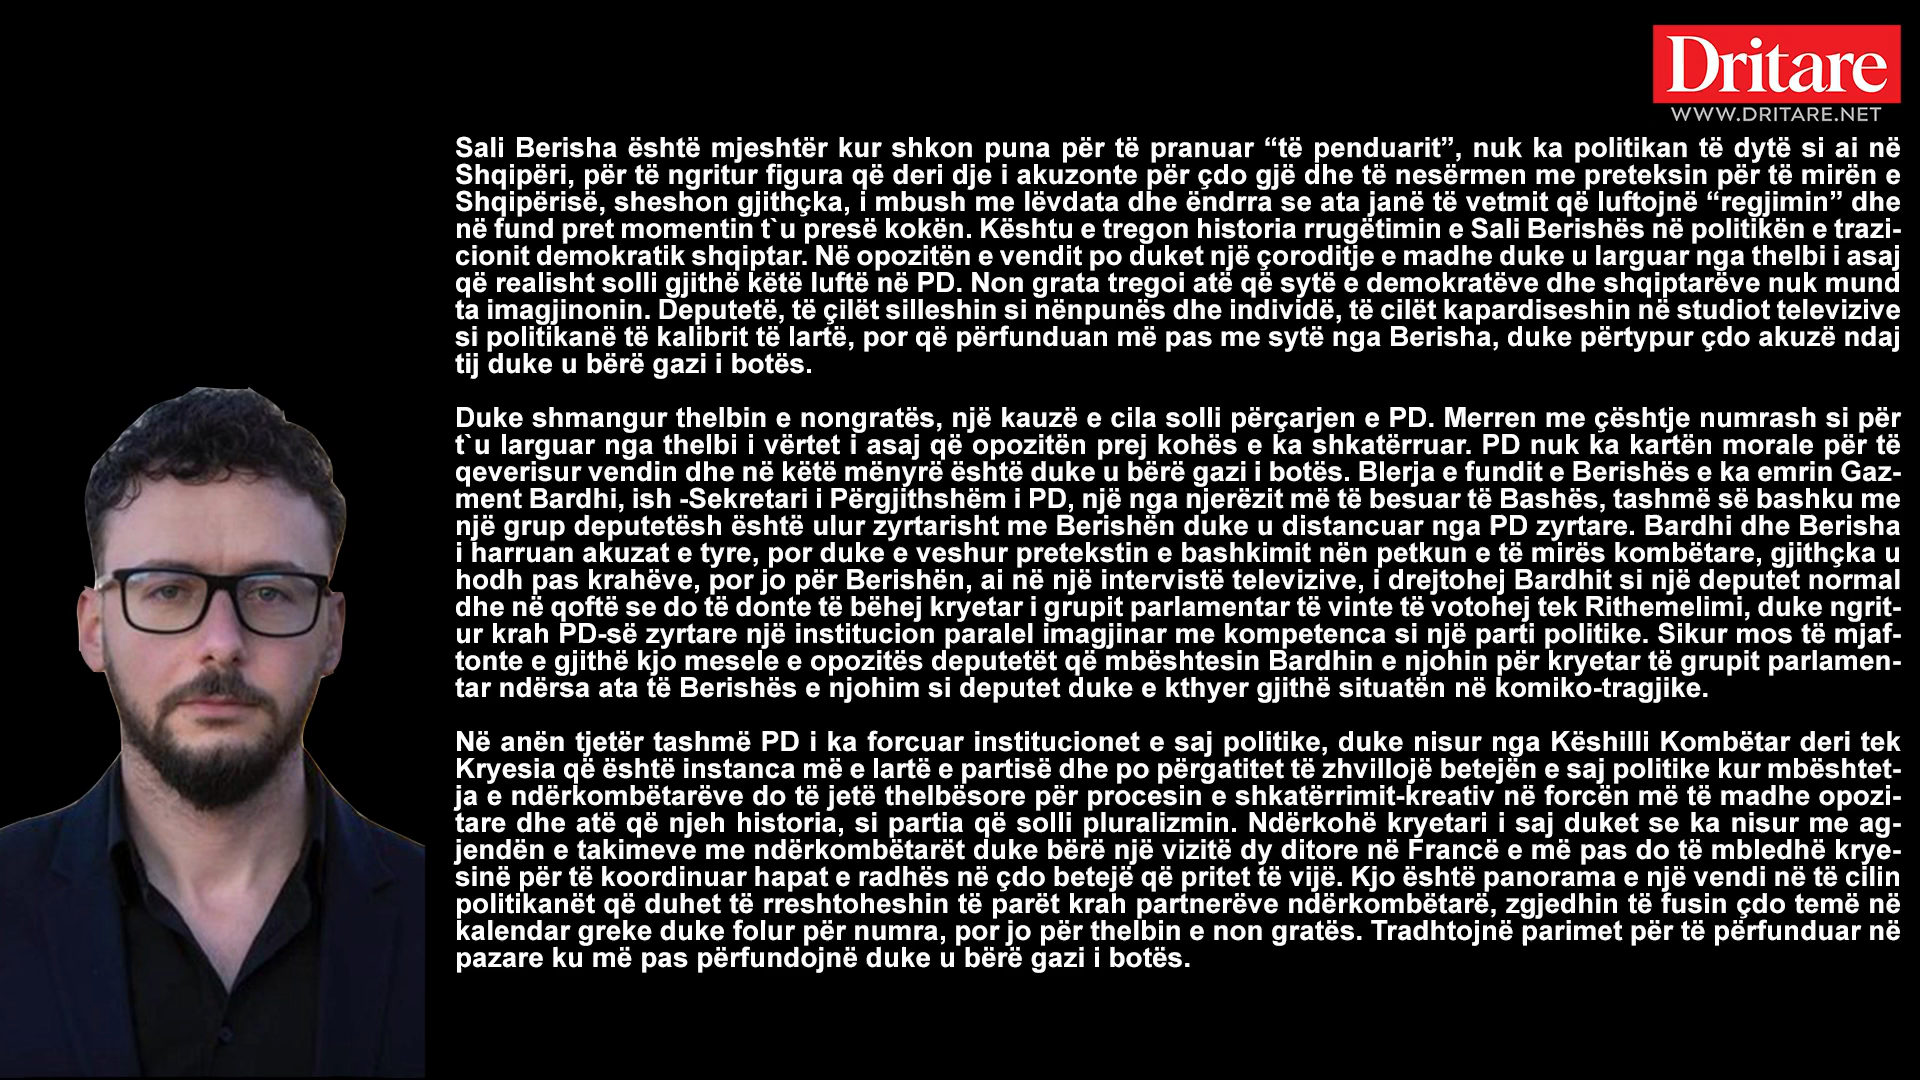 Dritare
WWW.DRITARE.NET
Sali Berisha është mjeshtër kur shkon puna për të pranuar “të penduarit”, nuk ka politikan të dytë si ai në
Shqipëri, për të ngritur figura që deri dje i akuzonte për çdo gjë dhe të nesërmen me preteksin për të mirën e
Shqipërisë, sheshon gjithçka, i mbush me lëvdata dhe ëndrra se ata janë të vetmit që luftojnë “regjimin” dhe
në fund pret momentin t`u presë kokën. Kështu e tregon historia rrugëtimin e Sali Berishës në politikën e trazi-
cionit demokratik shqiptar. Në opozitën e vendit po duket një çoroditje e madhe duke u larguar nga thelbi i asaj
që realisht solli gjithë këtë luftë në PD. Non grata tregoi atë që sytë e demokratëve dhe shqiptarëve nuk mund
ta imagjinonin. Deputetë, të çilët silleshin si nënpunës dhe individë, të cilët kapardiseshin në studiot televizive
si politikanë të kalibrit të lartë, por që përfunduan më pas me sytë nga Berisha, duke përtypur çdo akuzë ndaj
tij duke u bërë gazi i botës.
Duke shmangur thelbin e nongratës, një kauzë e cila solli përçarjen e PD. Merren me çështje numrash si për
t`u larguar nga thelbi i vërtet i asaj që opozitën prej kohës e ka shkatërruar. PD nuk ka kartën morale për të
qeverisur vendin dhe në këtë mënyrë është duke u bërë gazi i botës. Blerja e fundit e Berishës e ka emrin Gaz-
ment Bardhi, ish -Sekretari i Përgjithshëm i PD, një nga njerëzit më të besuar të Bashës, tashmë së bashku me
një grup deputetësh është ulur zyrtarisht me Berishën duke u distancuar nga PD zyrtare. Bardhi dhe Berisha
i harruan akuzat e tyre, por duke e veshur pretekstin e bashkimit nën petkun e të mirës kombëtare, gjithçka u
hodh pas krahëve, por jo për Berishën, ai në një intervistë televizive, i drejtohej Bardhit si një deputet normal
dhe në qoftë se do të donte të bëhej kryetar i grupit parlamentar të vinte të votohej tek Rithemelimi, duke ngrit-
ur krah PD-së zyrtare një institucion paralel imagjinar me kompetenca si një parti politike. Sikur mos të mjaf-
tonte e gjithë kjo mesele e opozitës deputetët që mbështesin Bardhin e njohin për kryetar të grupit parlamen-
tar ndërsa ata të Berishës e njohim si deputet duke e kthyer gjithë situatën në komiko-tragjike.
Në anën tjetër tashmë PD i ka forcuar institucionet e saj politike, duke nisur nga Këshilli Kombëtar deri tek
Kryesia që është instanca më e lartë e partisë dhe po përgatitet të zhvillojë betejën e saj politike kur mbështet-
ja e ndërkombëtarëve do të jetë thelbësore për procesin e shkatërrimit-kreativ në forcën më të madhe opozi-
tare dhe atë që njeh historia, si partia që solli pluralizmin. Ndërkohë kryetari i saj duket se ka nisur me ag-
jendën e takimeve me ndërkombëtarët duke bërë një vizitë dy ditore në Francë e më pas do të mbledhë krye-
sinë për të koordinuar hapat e radhës në çdo betejë që pritet të vijë. Kjo është panorama e një vendi në të cilin
politikanët që duhet të rreshtoheshin të parët krah partnerëve ndërkombëtarë, zgjedhin të fusin çdo temë në
kalendar greke duke folur për numra, por jo për thelbin e non gratës. Tradhtojnë parimet për të përfunduar në
pazare ku më pas përfundojnë duke u bërë gazi i botës.